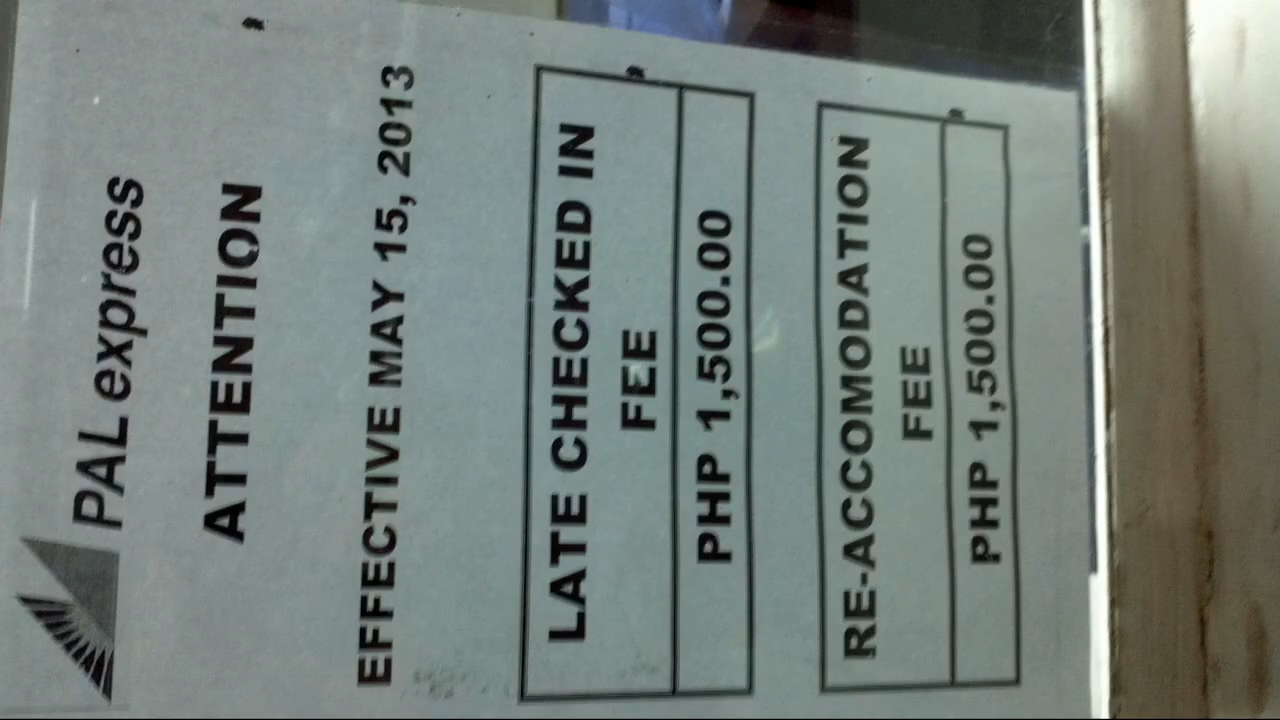 PAL express
ATTENTION
EFFECTIVE MAY 15, 2013
LATE CHECKED IN
FEE
PHP 1,500.00
RE-ACCOMODATION
FEE
PHP 1,500.00